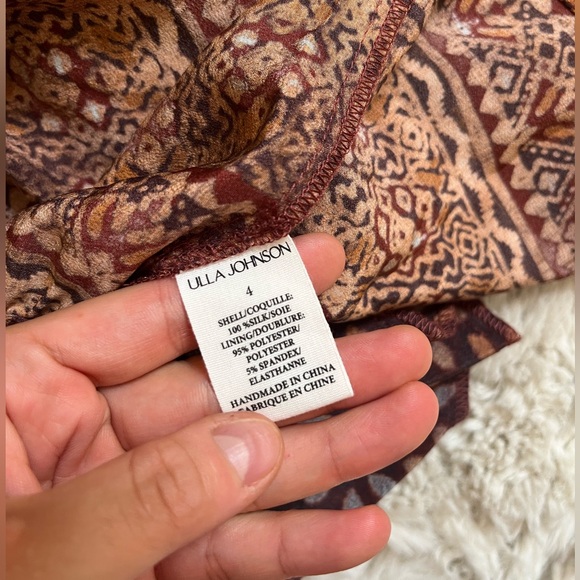 ULLA JOHNSON
4
SHELL/COQUILLE:
100 %SILK/SOIE
LINING/DOUBLURE:
95% POLYESTER/
POLYESTER
5% SPANDEX/
ELASTHANNE
HANDMADE IN CHINA
FABRIQUE EN CHINE